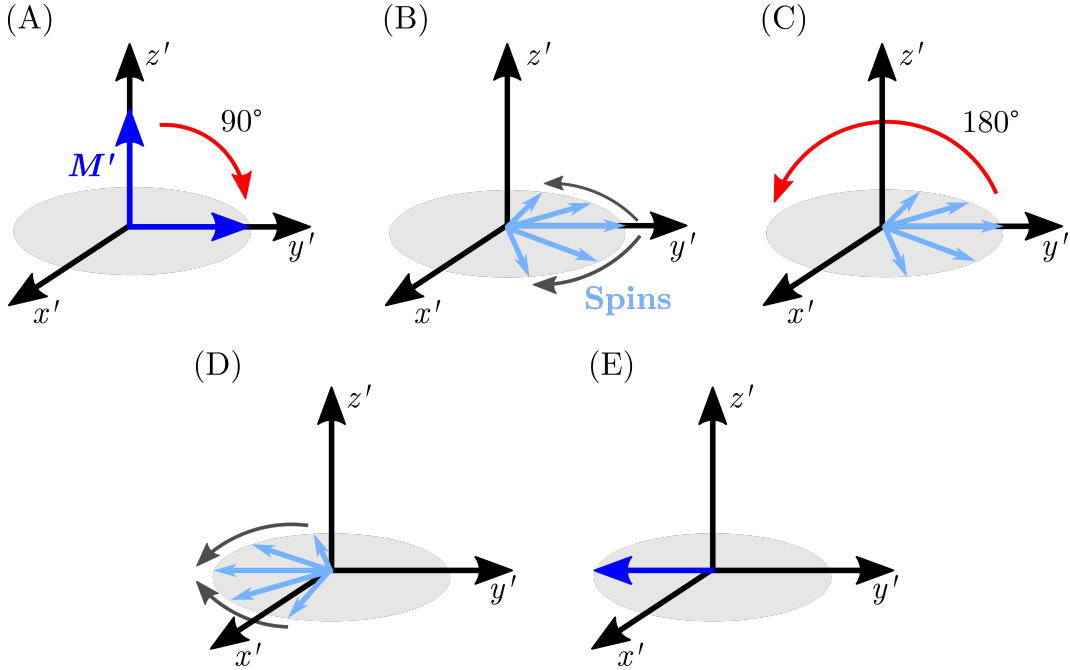 (A)
z′
90°
M′
y′
x′
(B)
z′
y′
x′
Spins
(C)
z′
180°
y′
x′
(D)
z′
y′
x′
(E)
z′
y′
x′